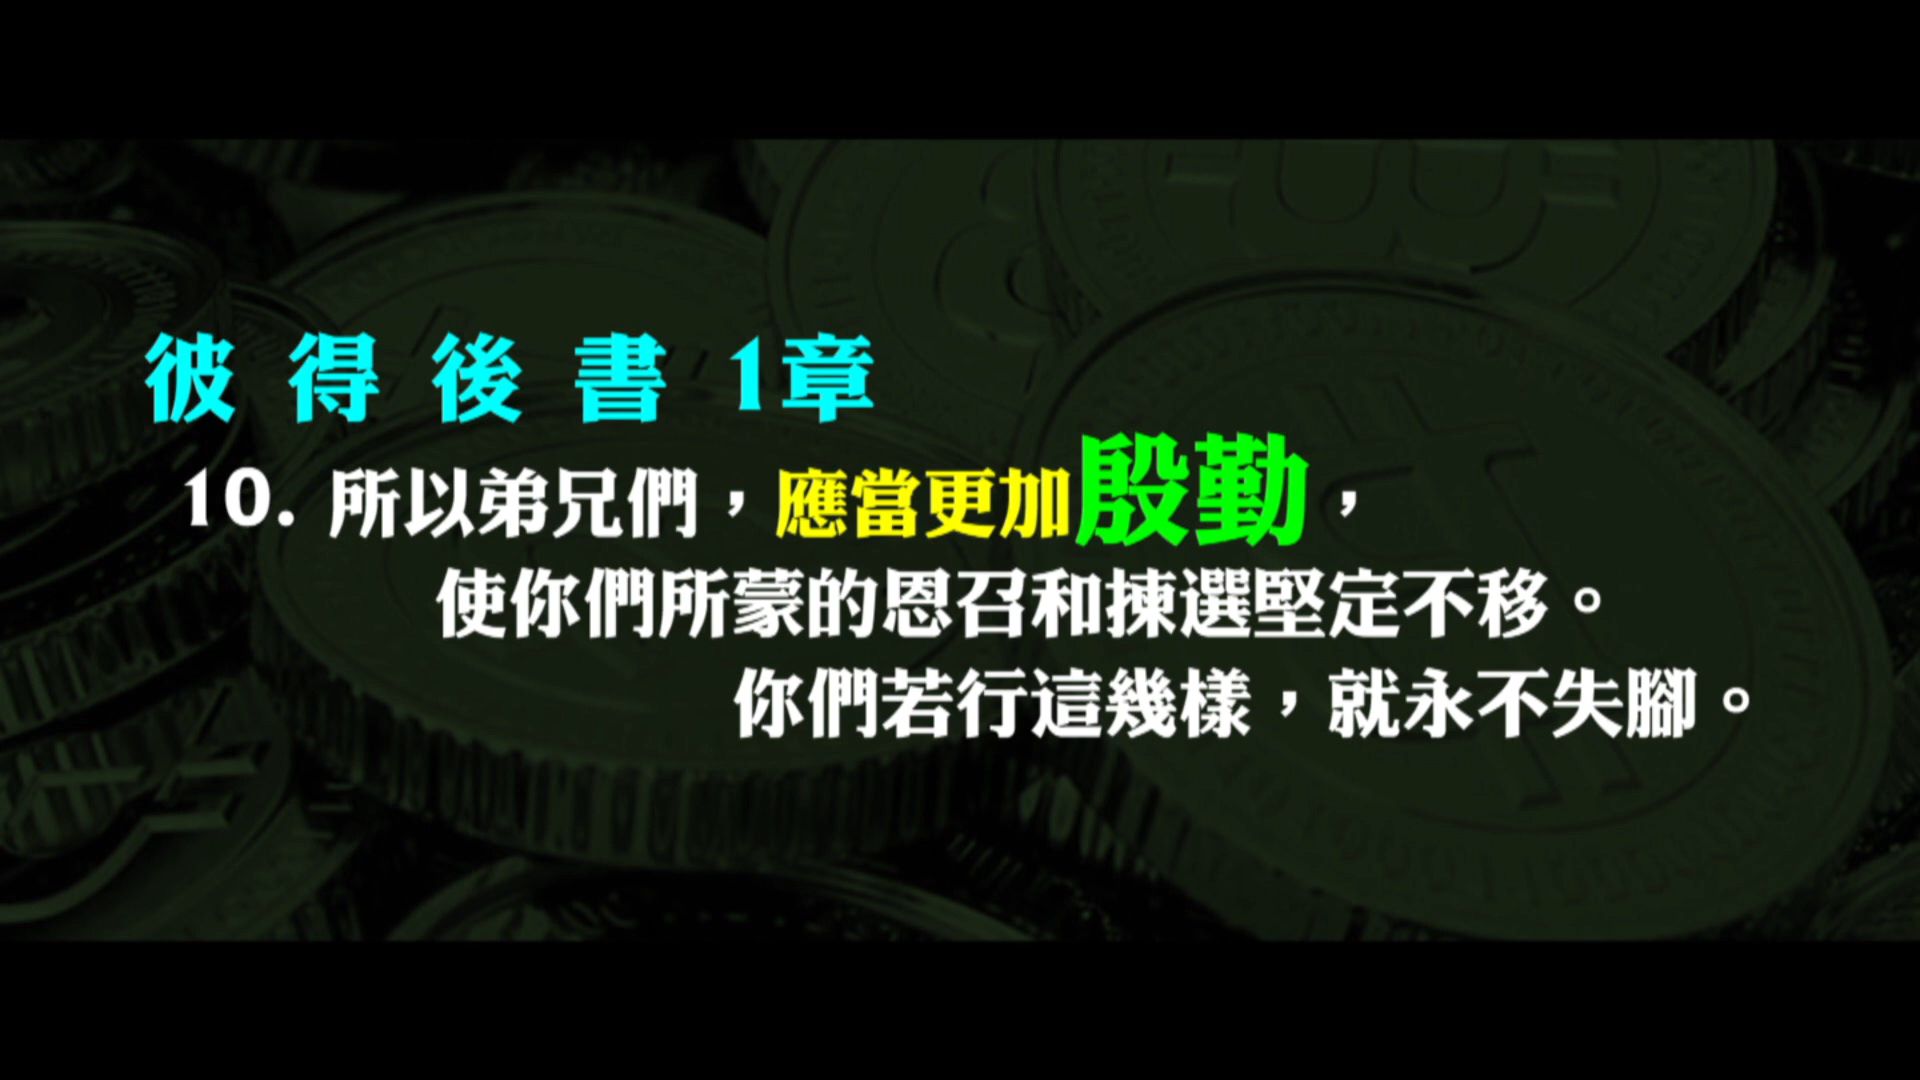 彼得後書 1章
10. 所以弟兄們，應當更加殷勤，
使你們所蒙的恩召和揀選堅定不移。
你們若行這幾樣，就永不失腳。